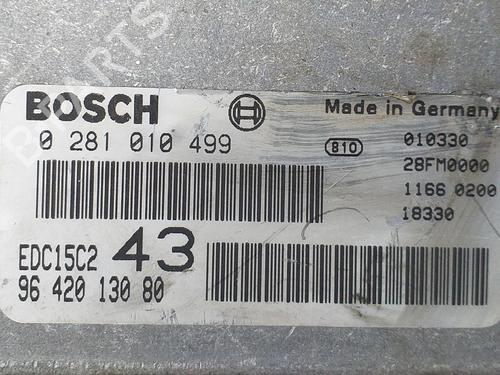 BOSCH
Made in Germany
0 281 010 499
B10
010330
28FM0000
1166 0200
18330
EDC15C2 43
96 420 130 80